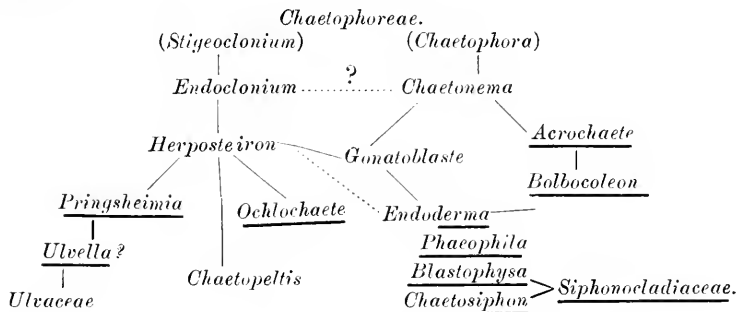 Chaetophoreae.
(Stigeoclonium) (Chaetophora)
Endoclonium ? Chaetonema
Acrochaete
Herposteiron Gonatoblaste
Bolbocoleon
Pringsheimia Ochlochaete Endoderma
Ulvella? Phaeophila
Chaetopeltis Blastophysa Siphonocladiaceae.
Ulvaceae Chaetosiphon